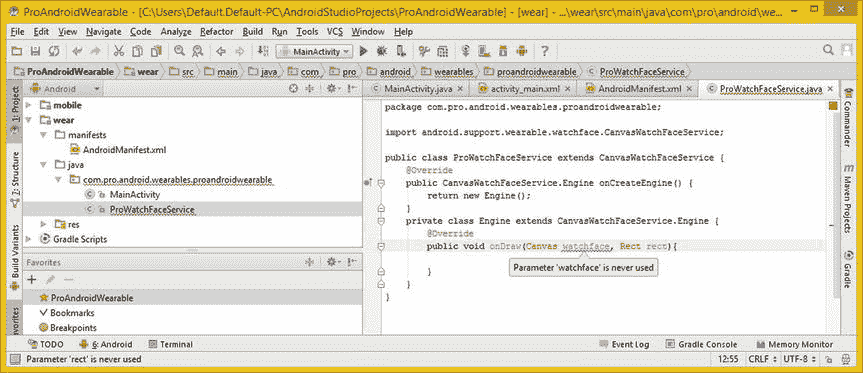 ProAndroidWearable - [C:\Users\Default.Default-PC\AndroidStudioProjects\ProAndroidWearable] - [wear] - ...\wear\src\main\java\com\pro\android\we
File Edit View Navigate Code Analyze Refactor Build Run Tools VCS Window Help
MainActivity
ProAndroidWearable wear src main java com pro android wearables proandroidwearable ProWatchFaceService
1: Project
Android
MainActivity.java activity_main.xml AndroidManifest.xml ProWatchFaceService.java
mobile
wear
manifests
AndroidManifest.xml
java
com.pro.android.wearables.proandroidwearable
MainActivity
ProWatchFaceService
res
Gradle Scripts
7: Structure
Build Variants
Favorites
Favorites
ProAndroidWearable
Bookmarks
Breakpoints
package com.pro.android.wearables.proandroidwearable;
import android.support.wearable.watchface.CanvasWatchFaceService;
public class ProWatchFaceService extends CanvasWatchFaceService {
@Override
public CanvasWatchFaceService.Engine onCreateEngine() {
return new Engine();
}
private class Engine extends CanvasWatchFaceService.Engine {
@Override
public void onDraw(Canvas watchface, Rect rect){
Parameter 'watchface' is never used
}
}
}
Commander
Maven Projects
Gradle
TODO 6: Android Terminal Event Log Gradle Console Memory Monitor
Parameter 'rect' is never used 12:55 CRLF UTF-8